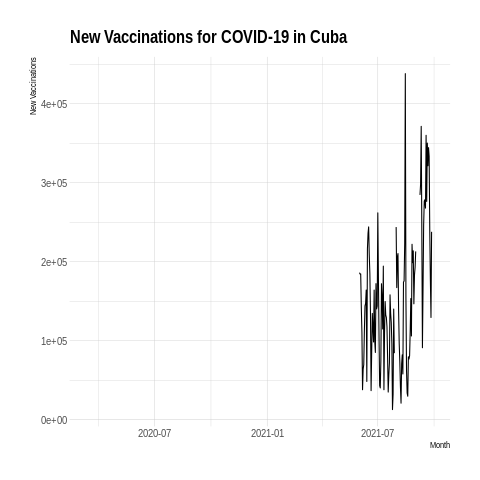 New Vaccinations for COVID-19 in Cuba
New Vaccinations
4e+05
3e+05
2e+05
1e+05
0e+00
2020-07 2021-01 2021-07
Month